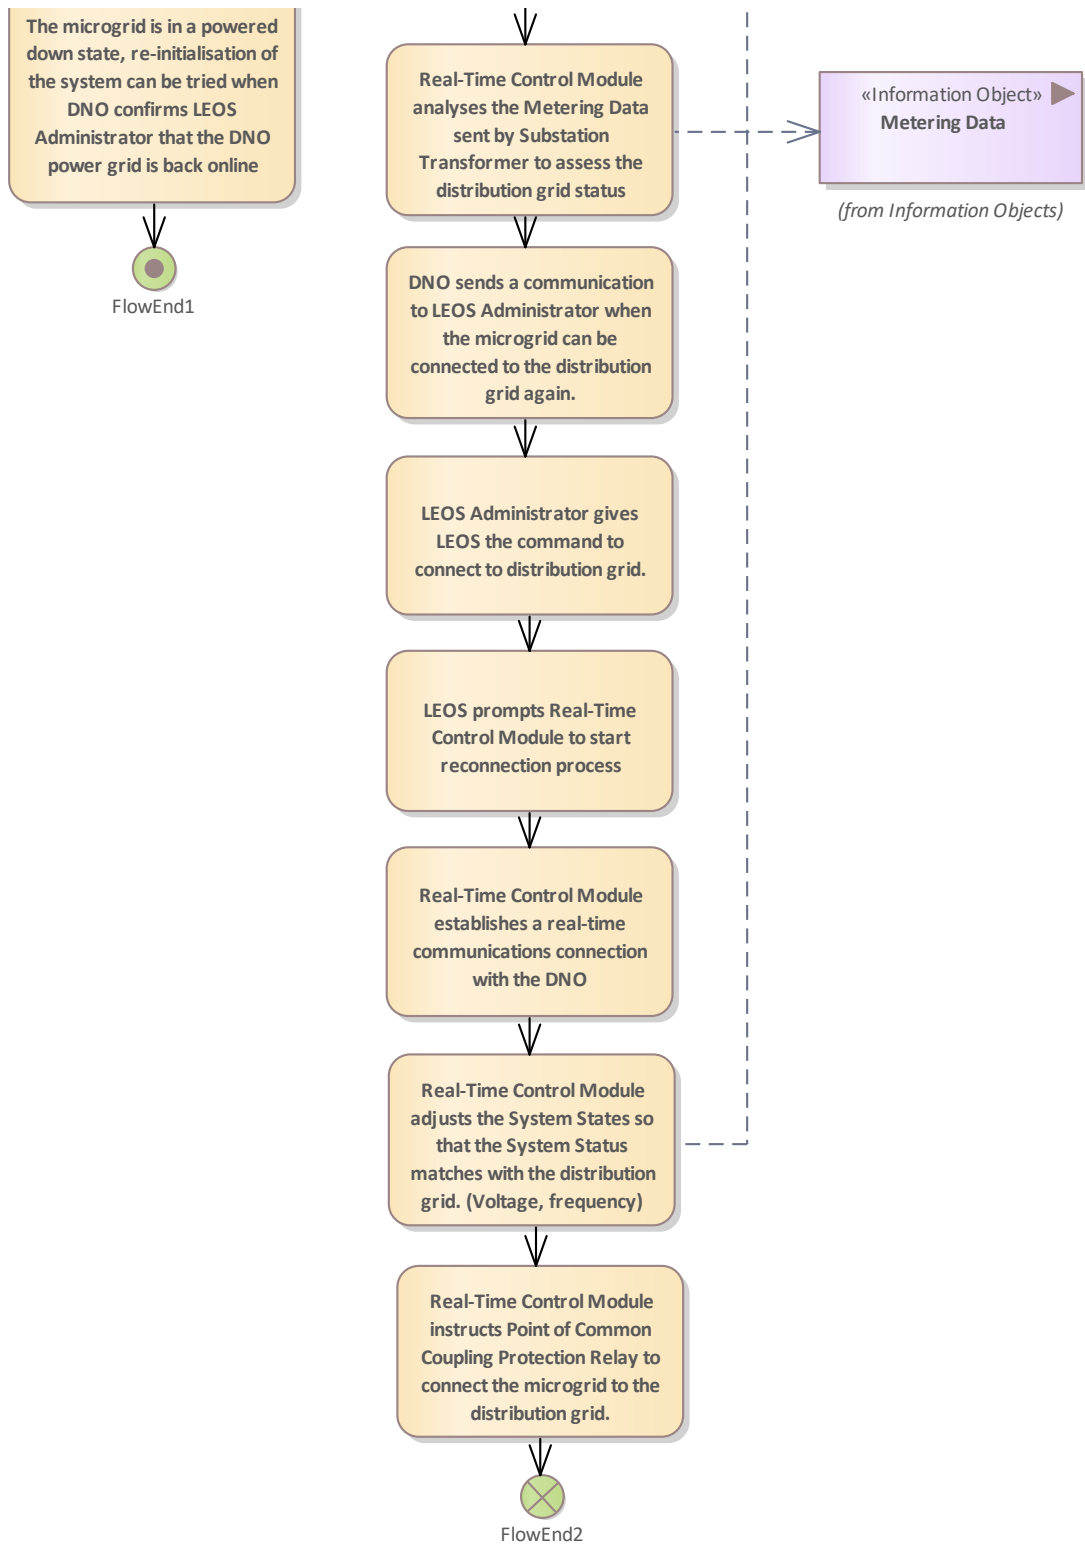 The microgrid is in a powered
down state, re-initialisation of
the system can be tried when
DNO confirms LEOS
Administrator that the DNO
power grid is back online
FlowEnd1
Real-Time Control Module
analyses the Metering Data
sent by Substation
Transformer to assess the
distribution grid status
«Information Object»
Metering Data
(from Information Objects)
DNO sends a communication
to LEOS Administrator when
the microgrid can be
connected to the distribution
grid again.
LEOS Administrator gives
LEOS the command to
connect to distribution grid.
LEOS prompts Real-Time
Control Module to start
reconnection process
Real-Time Control Module
establishes a real-time
communications connection
with the DNO
Real-Time Control Module
adjusts the System States so
that the System Status
matches with the distribution
grid. (Voltage, frequency)
Real-Time Control Module
instructs Point of Common
Coupling Protection Relay to
connect the microgrid to the
distribution grid.
FlowEnd2